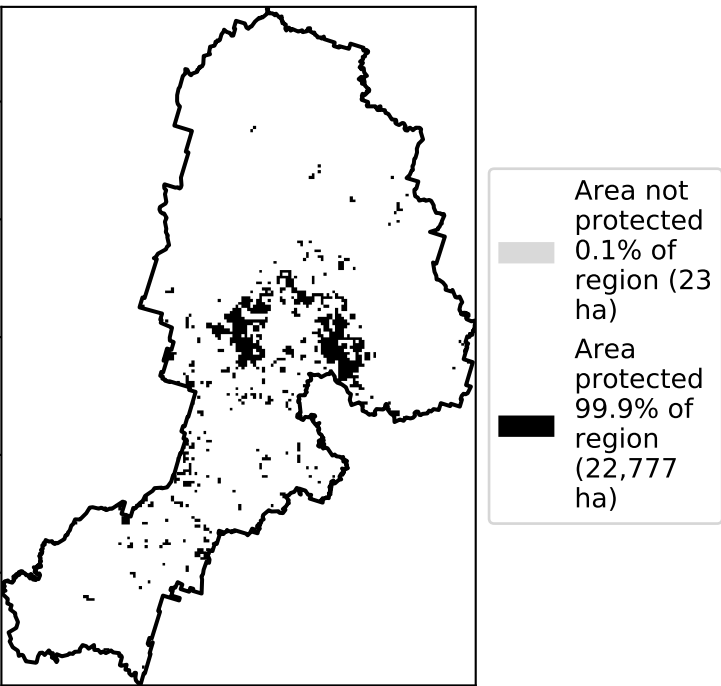 Area not
protected
0.1% of
region (23
ha)
Area
protected
99.9% of
region
(22,777
ha)